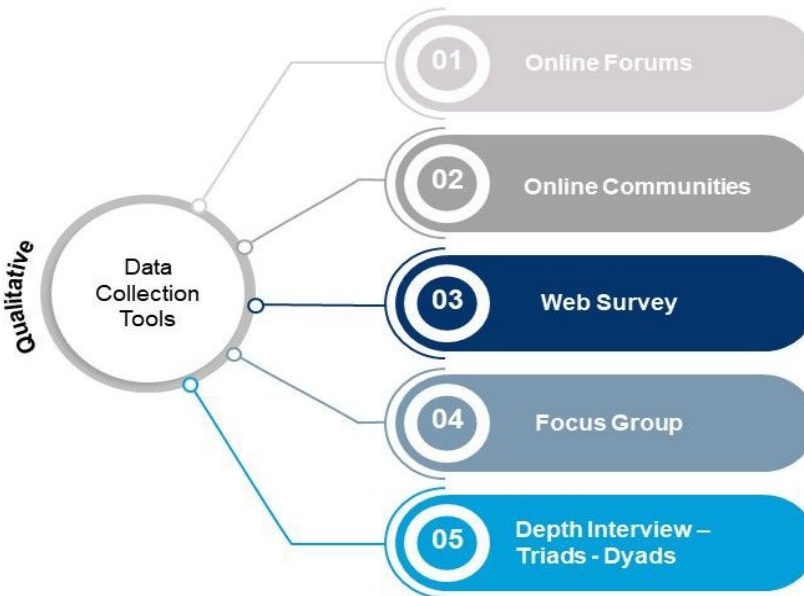 Qualitative
Data
Collection
Tools
01
Online Forums
02
Online Communities
03
Web Survey
04
Focus Group
05
Depth Interview –
Triads - Dyads